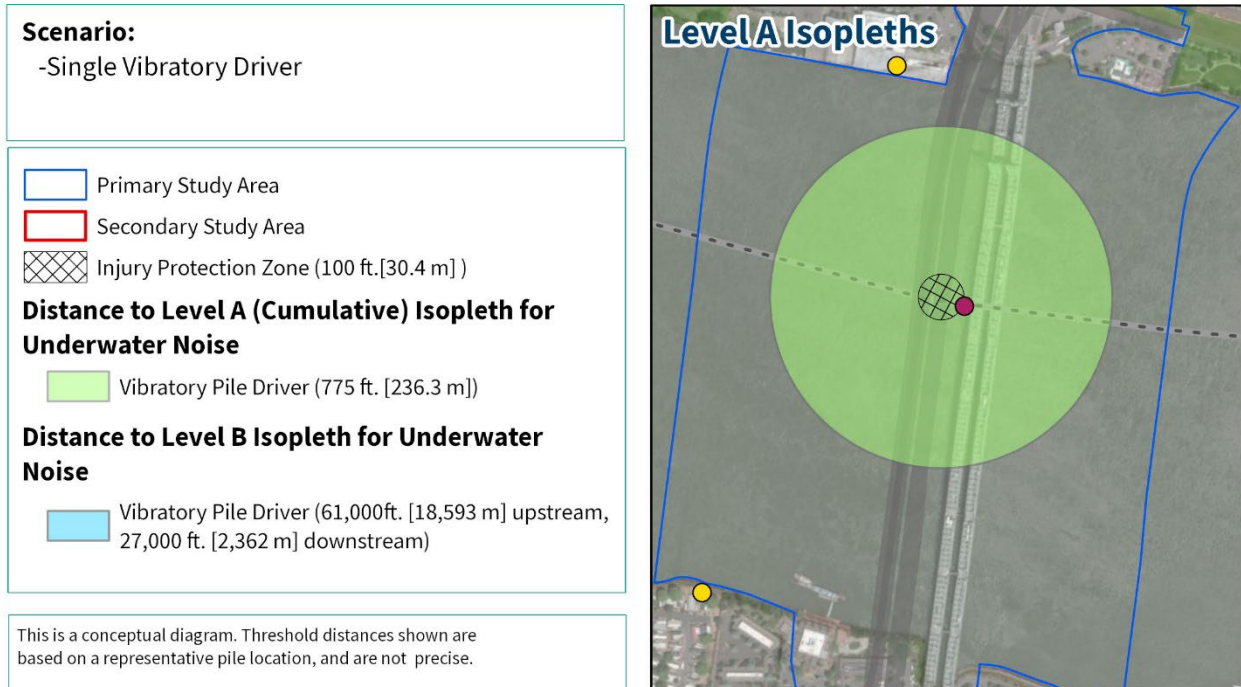 Scenario:
-Single Vibratory Driver
Primary Study Area
Secondary Study Area
Injury Protection Zone (100 ft.[30.4 m] )
Distance to Level A (Cumulative) Isopleth for
Underwater Noise
Vibratory Pile Driver (775 ft. [236.3 m])
Distance to Level B Isopleth for Underwater
Noise
Vibratory Pile Driver (61,000ft. [18,593 m] upstream,
27,000 ft. [2,362 m] downstream)
This is a conceptual diagram. Threshold distances shown are
based on a representative pile location, and are not precise.
Level A Isopleths